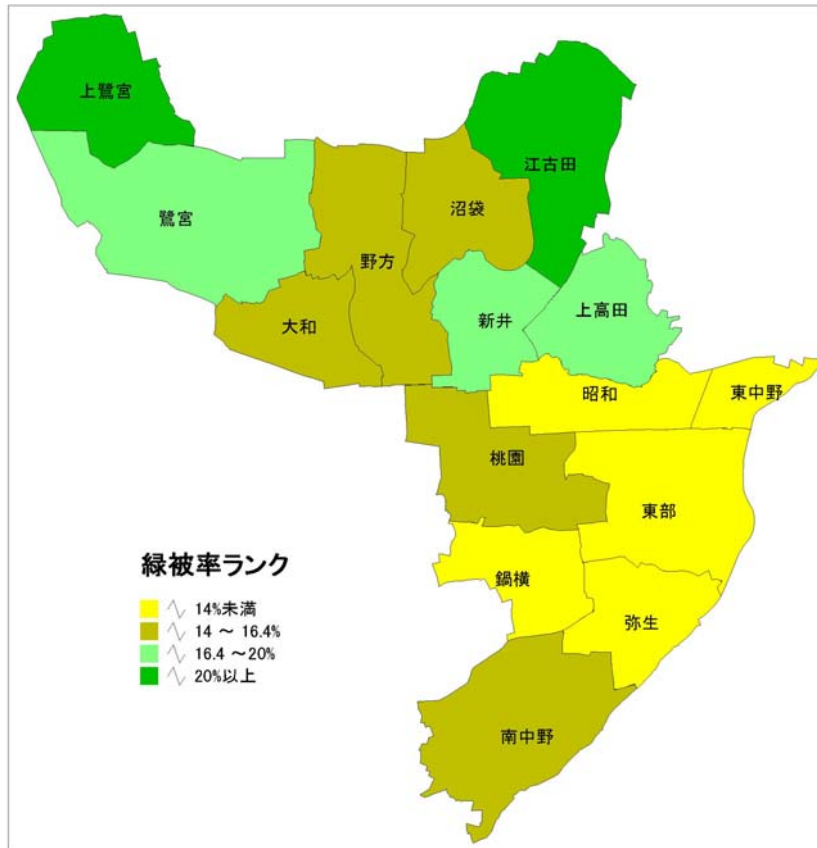 上鷺宮
江古田
鷺宮
沼袋
野方
大和
新井
上高田
昭和
東中野
桃園
東部
鍋横
弥生
南中野
緑被率ランク
14%未満
14 ～ 16.4%
16.4 ～20%
20%以上